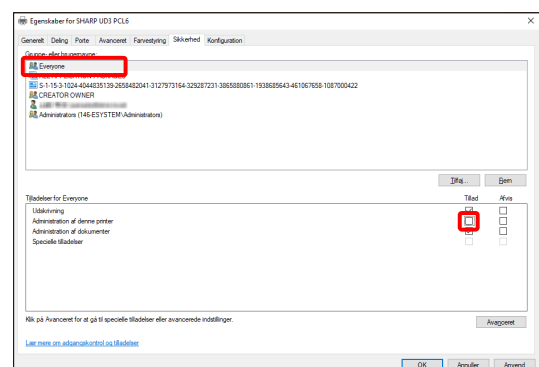 Egenskaber for SHARP UD3 PCL6
Generelt Deling Porte Avanceret Farvestyring Sikkerhed Konfiguration
Gruppe- eller brugernavne:
Everyone
S-1-15-3-1024-4044835139-2658482041-3127973164-329287231-3865880861-1938685643-461067658-1087000422
CREATOR OWNER
Administrators (146-ESYSTEM\Administrators)
Tilføj... Fjern
Tilladelser for Everyone Tillad Afvis
Udskrivning
Administration af denne printer
Administration af dokumenter
Specielle tilladelser
Klik på Avanceret for at gå til specielle tilladelser eller avancerede indstillinger.
Avanceret
Lær mere om adgangskontrol og tilladelser
OK Annuller Anvend